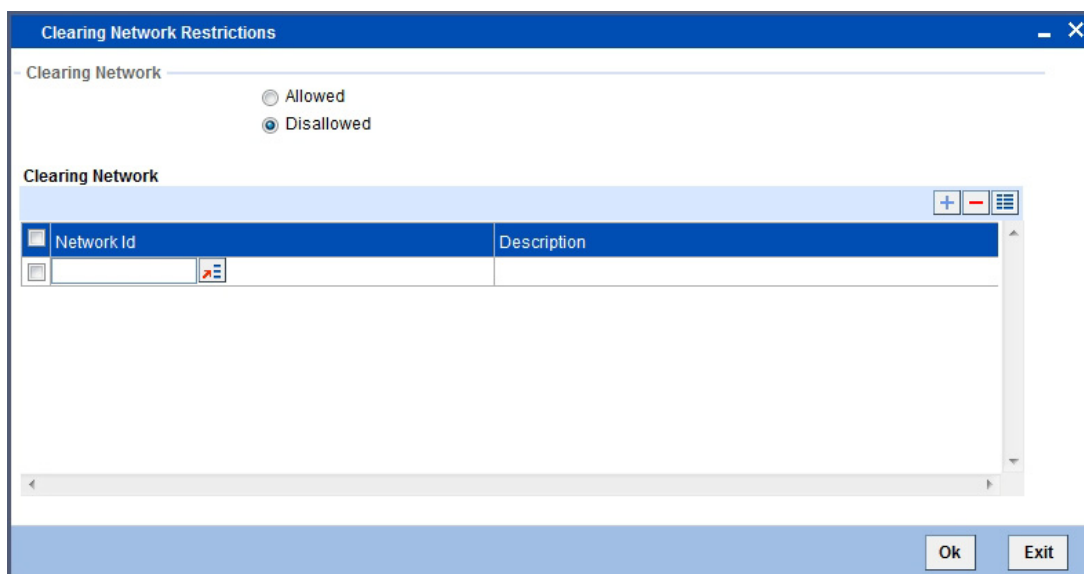 Clearing Network Restrictions
Clearing Network
Allowed
Disallowed
Clearing Network
Network Id Description
Ok Exit